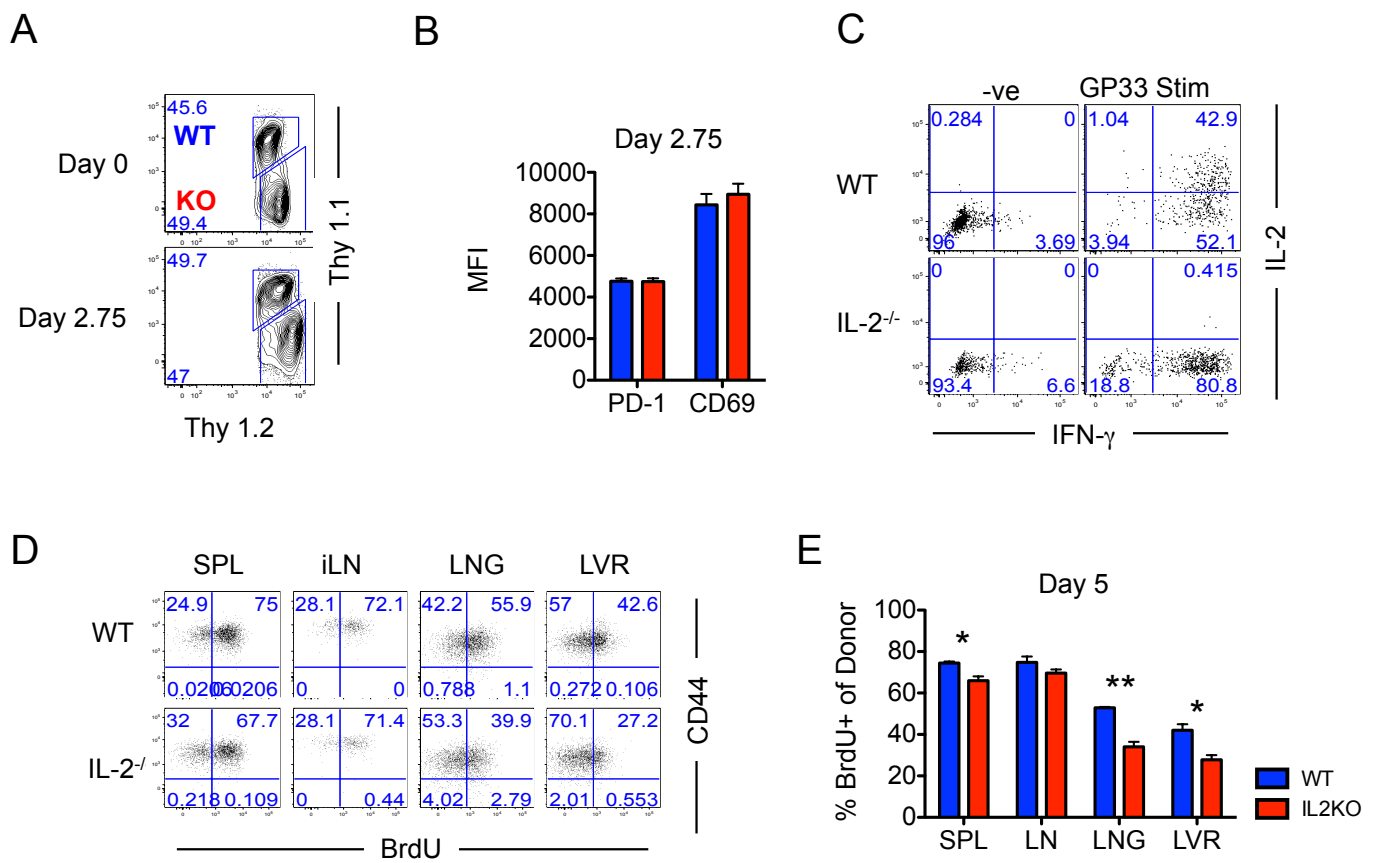 A
B
C
45.6
WT
KO
49.4
Day 0
49.7
47
Day 2.75
Thy 1.1
Thy 1.2
Day 2.75
MFI
10000
8000
6000
4000
2000
0
PD-1 CD69
-ve GP33 Stim
WT
0.284 0 1.04 42.9
96 3.69 3.94 52.1
IL-2-/-
0 0 0 0.415
93.4 6.6 18.8 80.8
IL-2
IFN-γ
D
E
SPL iLN LNG LVR
WT
24.9 75 28.1 72.1 42.2 55.9 57 42.6
0.0206 0.0206 0 0 0.788 1.1 0.272 0.106
IL-2-/
32 67.7 28.1 71.4 53.3 39.9 70.1 27.2
0.218 0.109 0 0.44 4.02 2.79 2.01 0.553
CD44
BrdU
Day 5
% BrdU+ of Donor
100
80
60
40
20
0
* ** *
SPL LN LNG LVR
WT
IL2KO